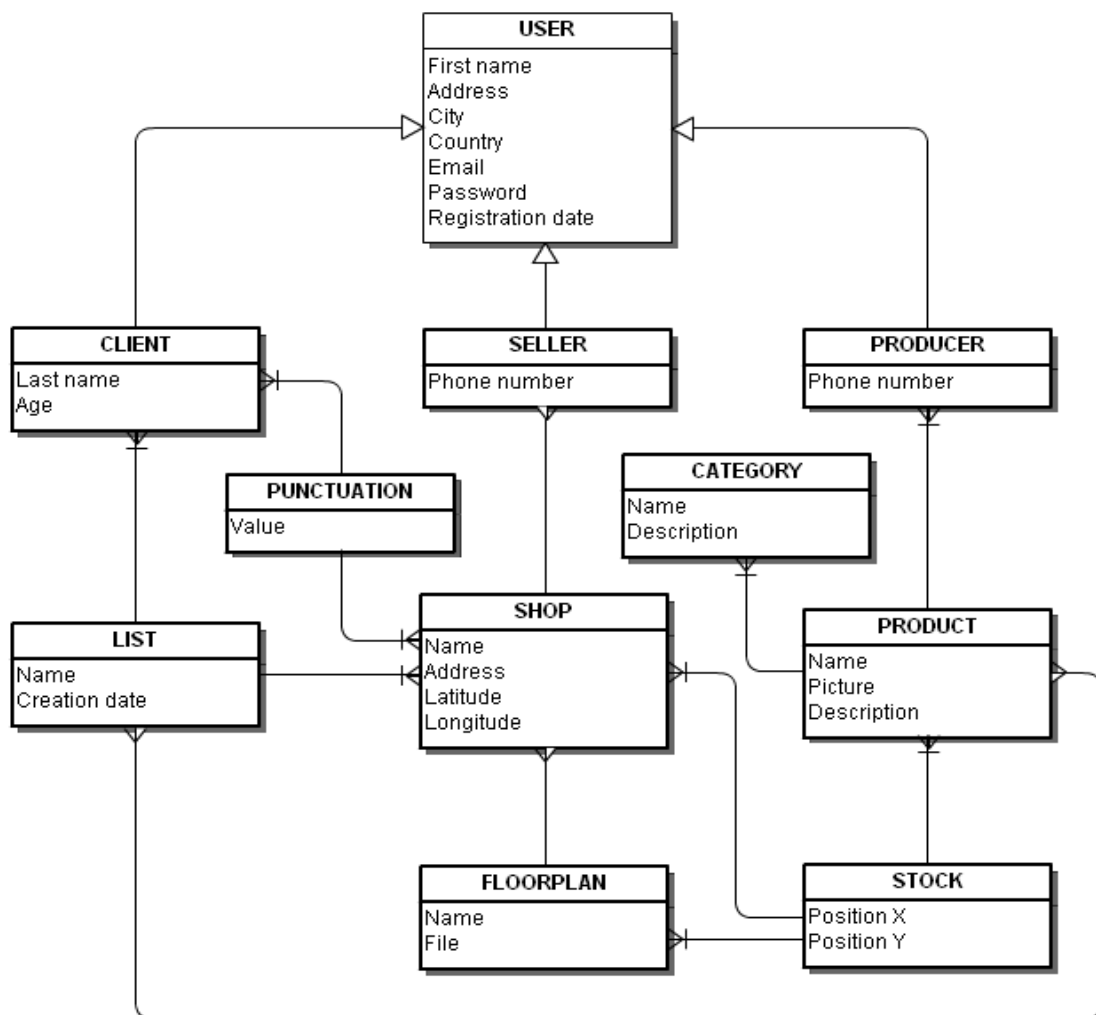 USER
First name
Address
City
Country
Email
Password
Registration date
CLIENT
Last name
Age
SELLER
Phone number
PRODUCER
Phone number
PUNCTUATION
Value
CATEGORY
Name
Description
LIST
Name
Creation date
SHOP
Name
Address
Latitude
Longitude
PRODUCT
Name
Picture
Description
FLOORPLAN
Name
File
STOCK
Position X
Position Y